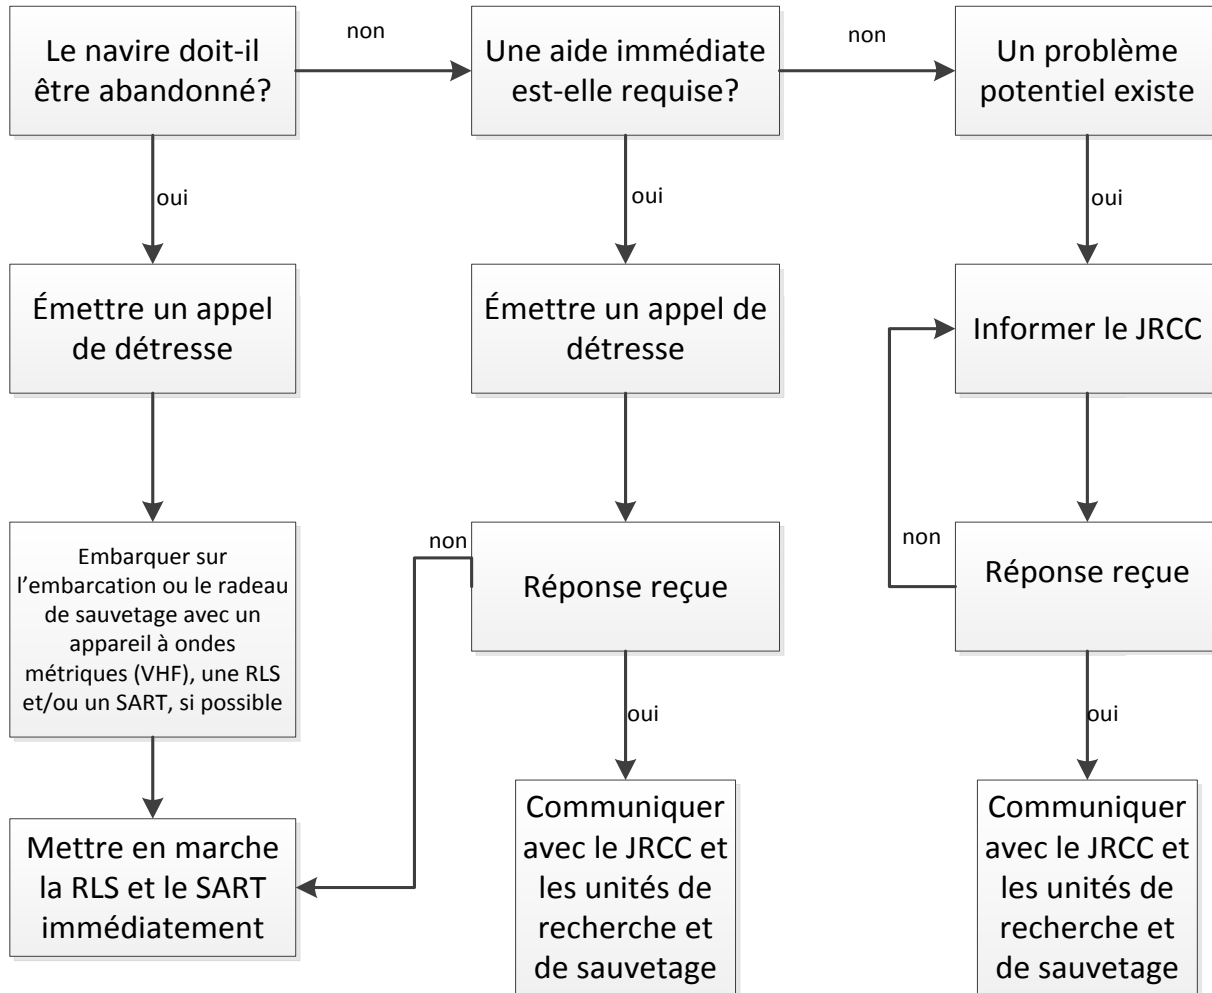 Le navire doit-il
être abandonné?
non
Une aide immédiate
est-elle requise?
non
Un problème
potentiel existe
oui
oui
oui
Émettre un appel
de détresse
Émettre un appel de
détresse
Informer le JRCC
Embarquer sur
l'embarcation ou le radeau
de sauvetage avec un
appareil à ondes
métriques (VHF), une RLS
et/ou un SART, si possible
non
Réponse reçue
non
Réponse reçue
oui
oui
Mettre en marche
la RLS et le SART
immédiatement
Communiquer
avec le JRCC et
les unités de
recherche et
de sauvetage
Communiquer
avec le JRCC et
les unités de
recherche et
de sauvetage